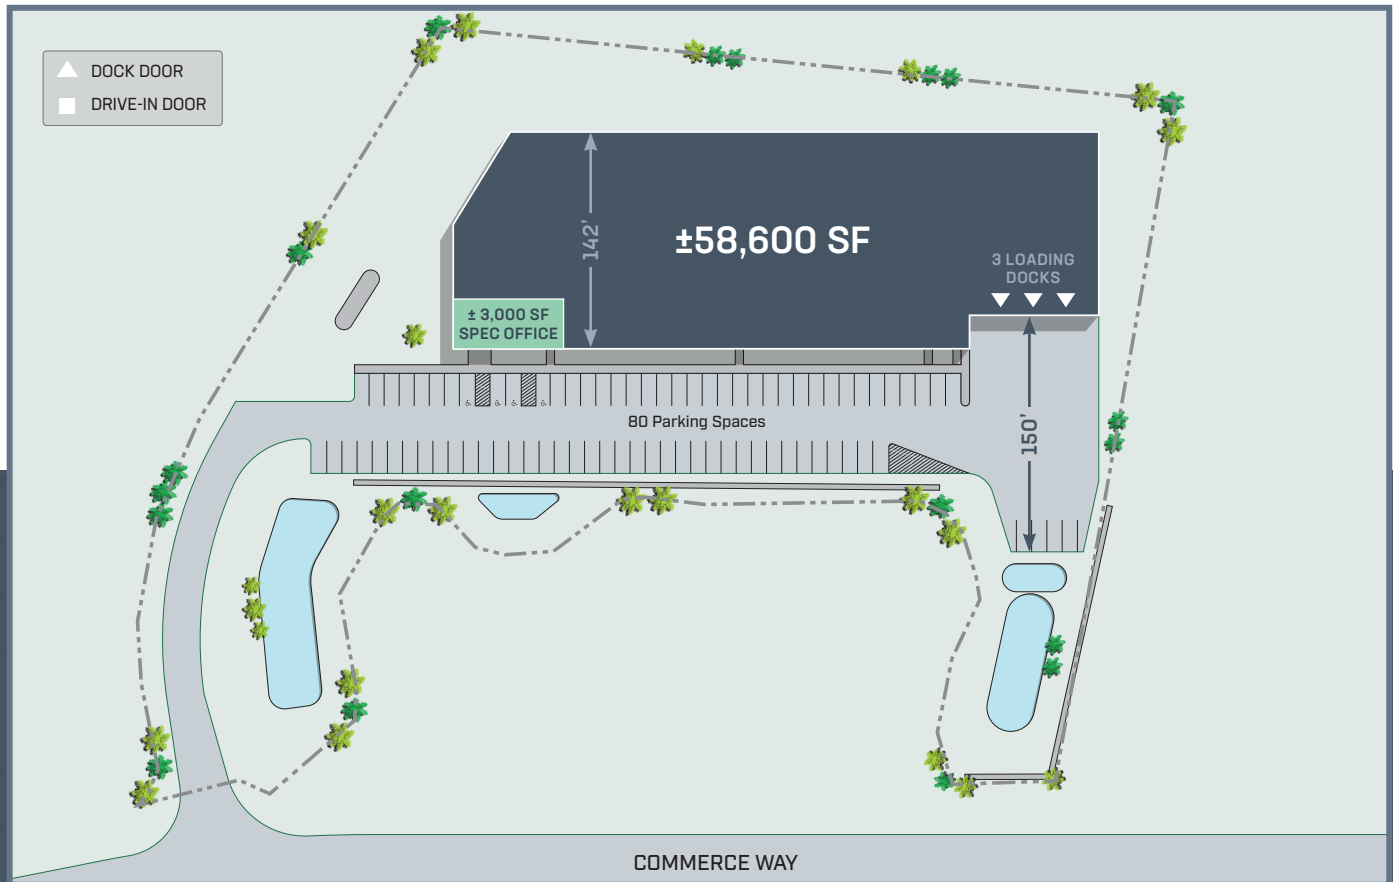 DOCK DOOR
DRIVE-IN DOOR
142'
±58,600 SF
3 LOADING
DOCKS
± 3,000 SF
SPEC OFFICE
80 Parking Spaces
150'
COMMERCE WAY